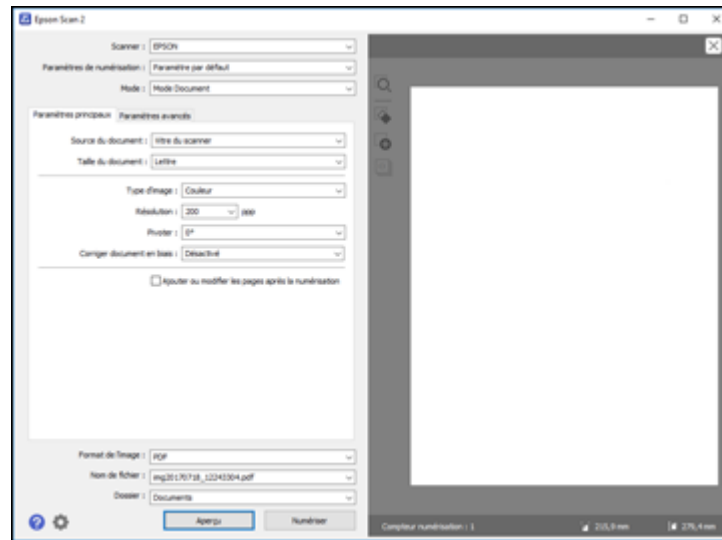 Epson Scan 2
Scanner : EPSON
Paramètres de numérisation : Paramètre par défaut
Mode : Mode Document
Paramètres principaux Paramètres avancés
Source du document : Vitre du scanner
Taille du document : Lettre
Type d'image : Couleur
Résolution : 200 ppp
Pivoter : 0°
Corriger document en biais : Désactivé
Ajouter ou modifier les pages après la numérisation
Format de l'image : PDF
Nom de fichier : img20170718_12243304.pdf
Dossier : Documents
Aperçu Numériser
Compteur numérisation : 1 215,9 mm 279,4 mm